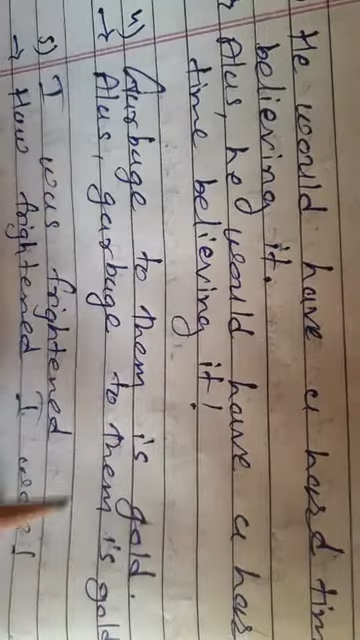 He would have a hard tim
believing it.
→ Alas, he would have a har
time believing it!
4) Garbage to them is gold.
→ Alas, garbage to them is gold
5) I was frightened
→ How frightened I was!